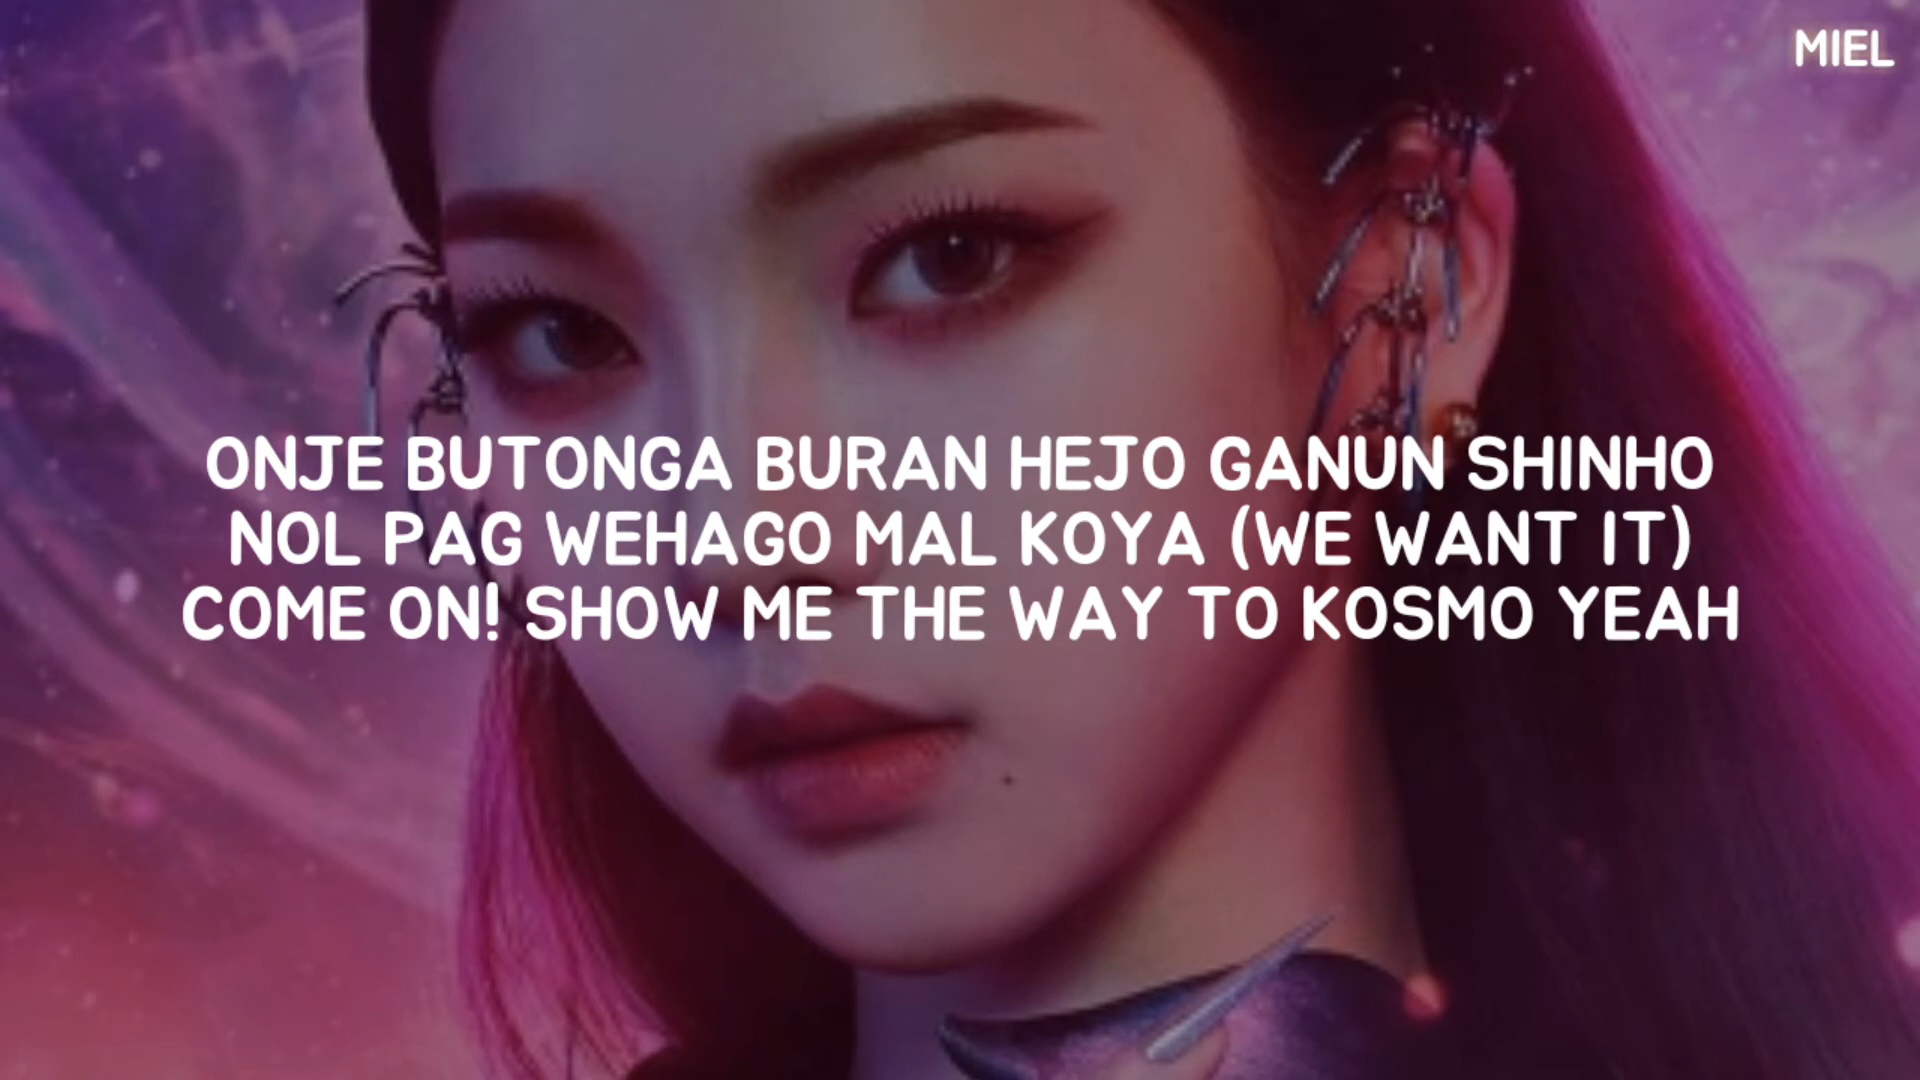 MIEL
ONJE BUTONGA BURAN HEJO GANUN SHINHO
NOL PAG WEHAGO MAL KOYA (WE WANT IT)
COME ON! SHOW ME THE WAY TO KOSMO YEAH